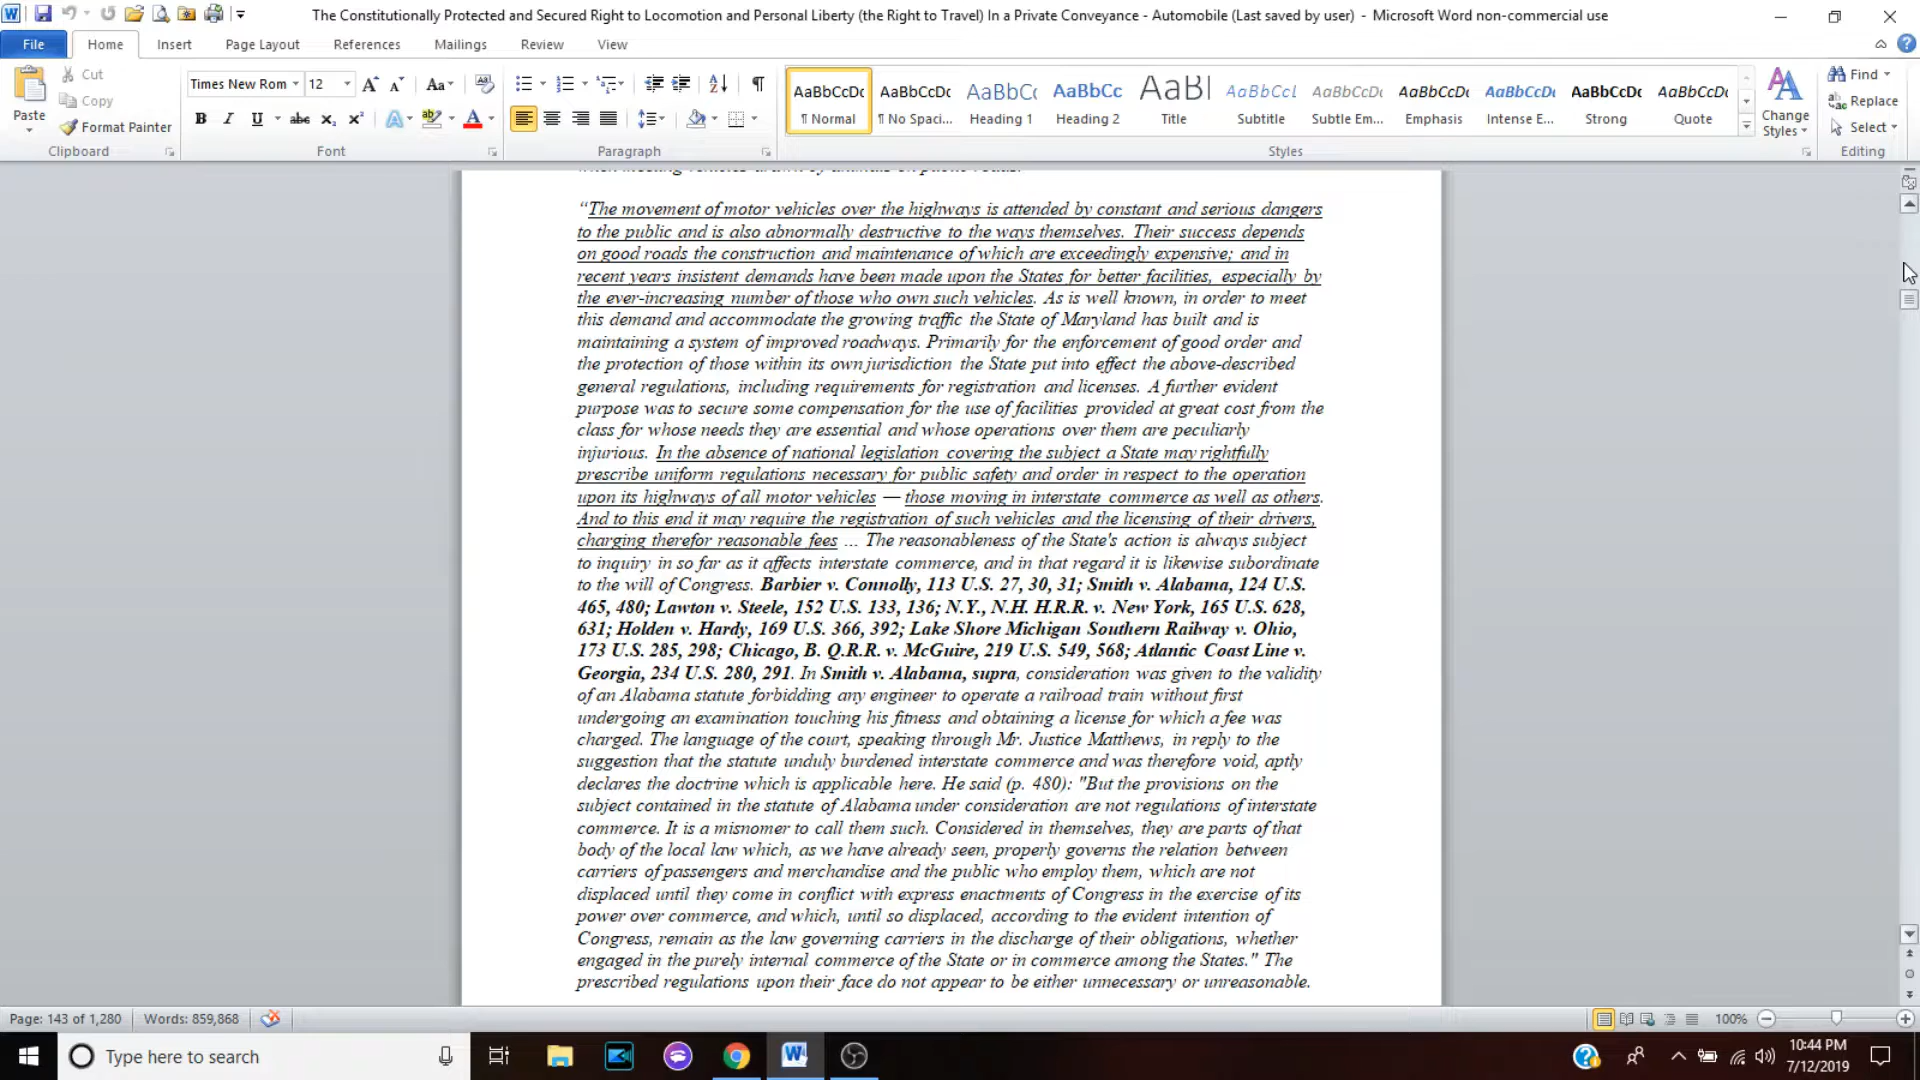 The Constitutionally Protected and Secured Right to Locomotion and Personal Liberty (the Right to Travel) In a Private Conveyance - Automobile (Last saved by user) - Microsoft Word non-commercial use
File Home Insert Page Layout References Mailings Review View
Cut
Copy
Paste
Format Painter
Clipboard
Times New Rom 12
Font
Paragraph
AaBbCcDc AaBbCcDc AaBbCc AaBbCc AaBl AaBbCcl AaBbCcDc AaBbCcDc AaBbCcDc AaBbCcDc AaBbCcDc
¶ Normal ¶ No Spaci... Heading 1 Heading 2 Title Subtitle Subtle Em... Emphasis Intense E... Strong Quote
Styles
Change
Styles
Find
Replace
Select
Editing
when meeting vehicles drawn by animals on public roads.
“The movement of motor vehicles over the highways is attended by constant and serious dangers
to the public and is also abnormally destructive to the ways themselves. Their success depends
on good roads the construction and maintenance of which are exceedingly expensive; and in
recent years insistent demands have been made upon the States for better facilities, especially by
the ever-increasing number of those who own such vehicles. As is well known, in order to meet
this demand and accommodate the growing traffic the State of Maryland has built and is
maintaining a system of improved roadways. Primarily for the enforcement of good order and
the protection of those within its own jurisdiction the State put into effect the above-described
general regulations, including requirements for registration and licenses. A further evident
purpose was to secure some compensation for the use of facilities provided at great cost from the
class for whose needs they are essential and whose operations over them are peculiarly
injurious. In the absence of national legislation covering the subject a State may rightfully
prescribe uniform regulations necessary for public safety and order in respect to the operation
upon its highways of all motor vehicles — those moving in interstate commerce as well as others.
And to this end it may require the registration of such vehicles and the licensing of their drivers,
charging therefor reasonable fees ... The reasonableness of the State's action is always subject
to inquiry in so far as it affects interstate commerce, and in that regard it is likewise subordinate
to the will of Congress. Barbier v. Connolly, 113 U.S. 27, 30, 31; Smith v. Alabama, 124 U.S.
465, 480; Lawton v. Steele, 152 U.S. 133, 136; N.Y., N.H. H.R.R. v. New York, 165 U.S. 628,
631; Holden v. Hardy, 169 U.S. 366, 392; Lake Shore Michigan Southern Railway v. Ohio,
173 U.S. 285, 298; Chicago, B. Q.R.R. v. McGuire, 219 U.S. 549, 568; Atlantic Coast Line v.
Georgia, 234 U.S. 280, 291. In Smith v. Alabama, supra, consideration was given to the validity
of an Alabama statute forbidding any engineer to operate a railroad train without first
undergoing an examination touching his fitness and obtaining a license for which a fee was
charged. The language of the court, speaking through Mr. Justice Matthews, in reply to the
suggestion that the statute unduly burdened interstate commerce and was therefore void, aptly
declares the doctrine which is applicable here. He said (p. 480): "But the provisions on the
subject contained in the statute of Alabama under consideration are not regulations of interstate
commerce. It is a misnomer to call them such. Considered in themselves, they are parts of that
body of the local law which, as we have already seen, properly governs the relation between
carriers of passengers and merchandise and the public who employ them, which are not
displaced until they come in conflict with express enactments of Congress in the exercise of its
power over commerce, and which, until so displaced, according to the evident intention of
Congress, remain as the law governing carriers in the discharge of their obligations, whether
engaged in the purely internal commerce of the State or in commerce among the States." The
prescribed regulations upon their face do not appear to be either unnecessary or unreasonable.
Page: 143 of 1,280 Words: 859,868 100%
Type here to search
10:44 PM
7/12/2019